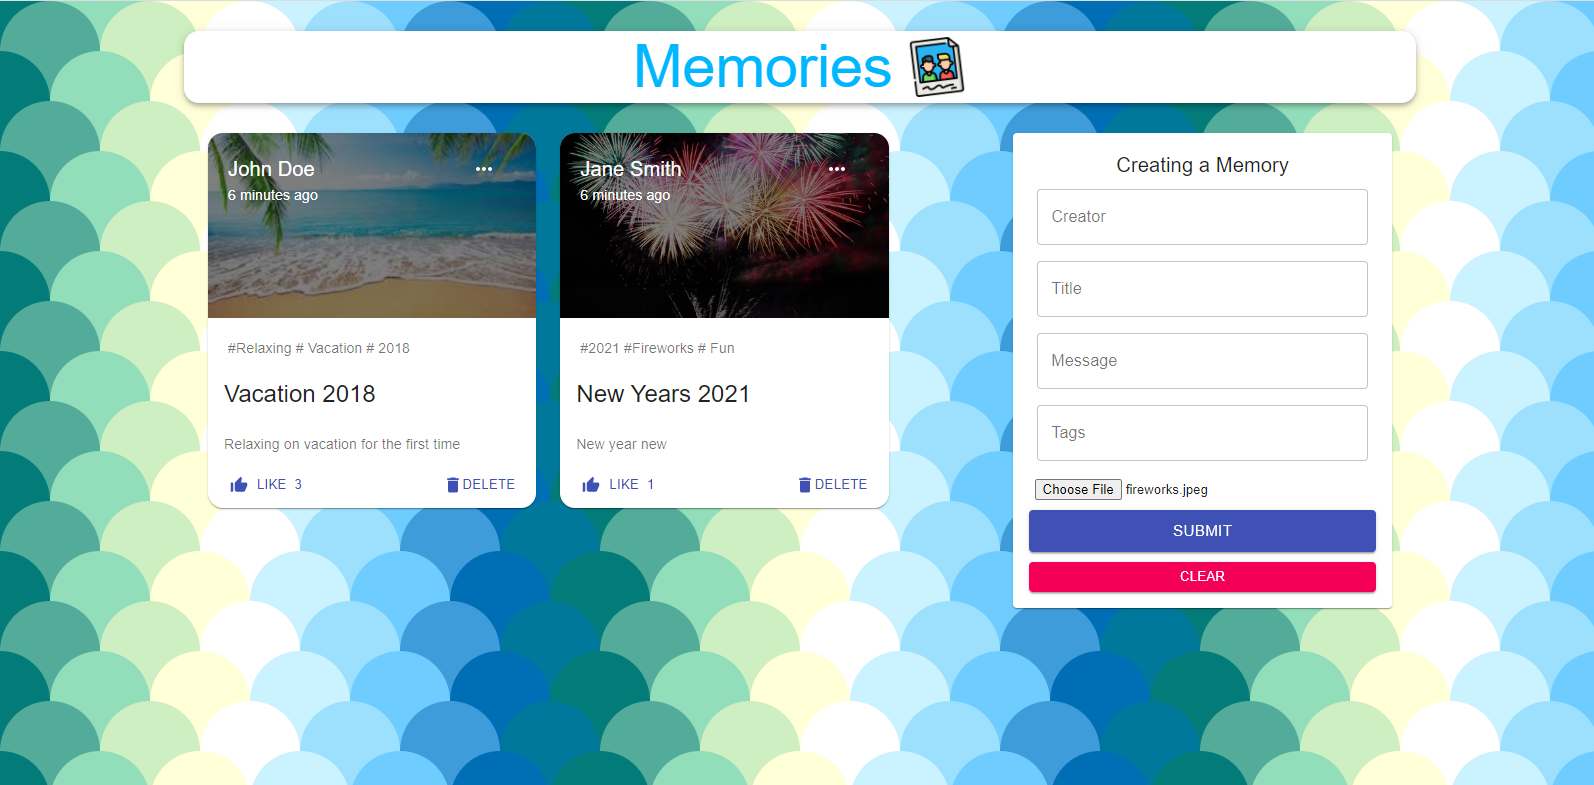 Memories
John Doe
6 minutes ago
#Relaxing # Vacation # 2018
Vacation 2018
Relaxing on vacation for the first time
LIKE 3
DELETE
Jane Smith
6 minutes ago
#2021 #Fireworks # Fun
New Years 2021
New year new
LIKE 1
DELETE
Creating a Memory
Creator
Title
Message
Tags
Choose File fireworks.jpeg
SUBMIT
CLEAR